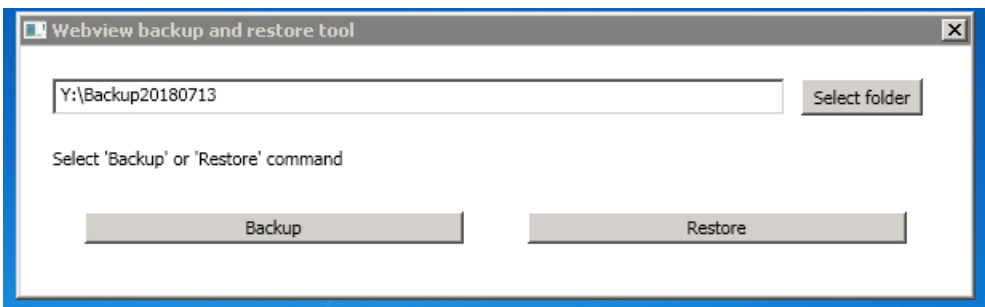 Webview backup and restore tool
Y:\Backup20180713
Select folder
Select 'Backup' or 'Restore' command
Backup
Restore